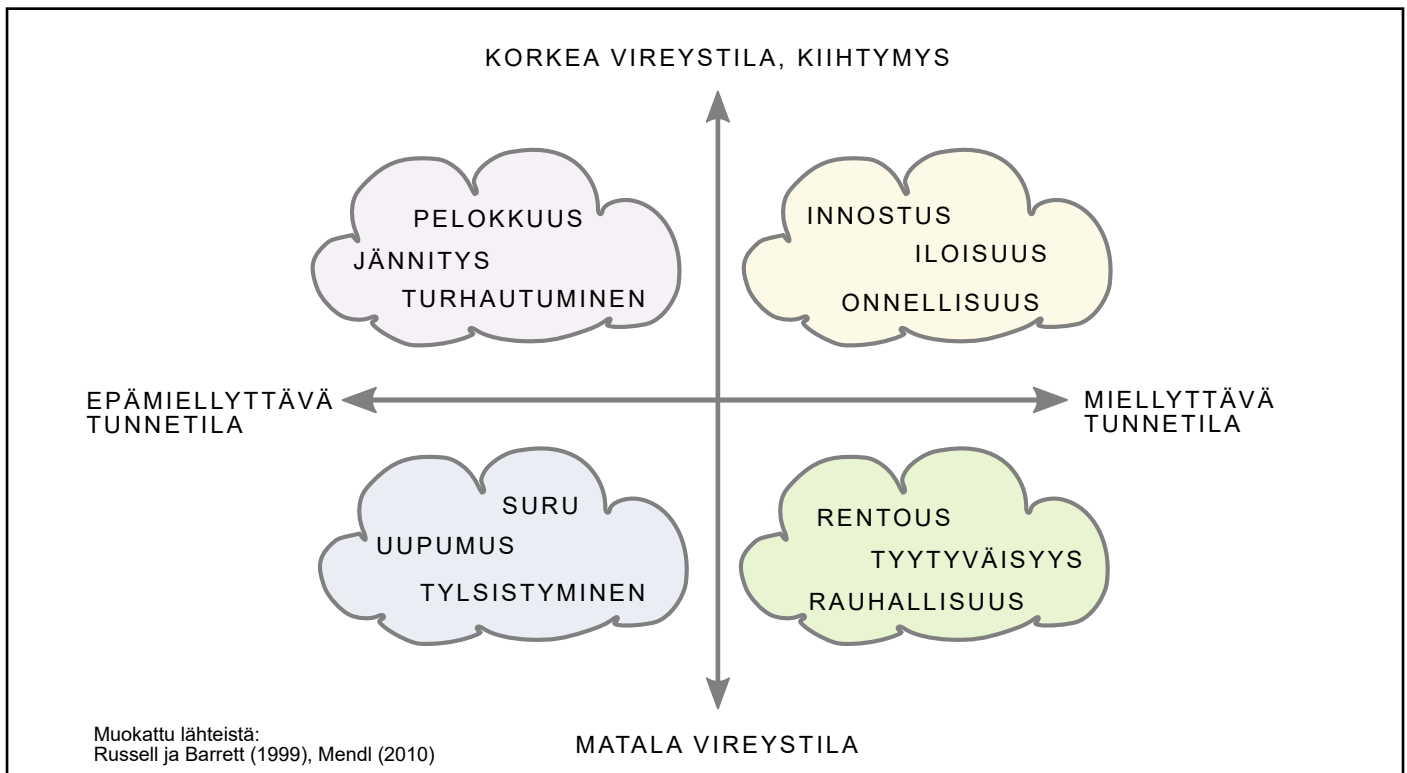 KORKEA VIREYSTILA, KIIHTYMYS
PELOKKUUS
JÄNNITYS
TURHAUTUMINEN
INNOSTUS
ILOISUUS
ONNELLISUUS
EPÄMIELLYTTÄVÄ
TUNNETILA
MIELLYTTÄVÄ
TUNNETILA
SURU
UUPUMUS
TYLSISTYMINEN
RENTOUS
TYYTYVÄISYYS
RAUHALLISUUS
MATALA VIREYSTILA
Muokattu lähteistä:
Russell ja Barrett (1999), Mendl (2010)